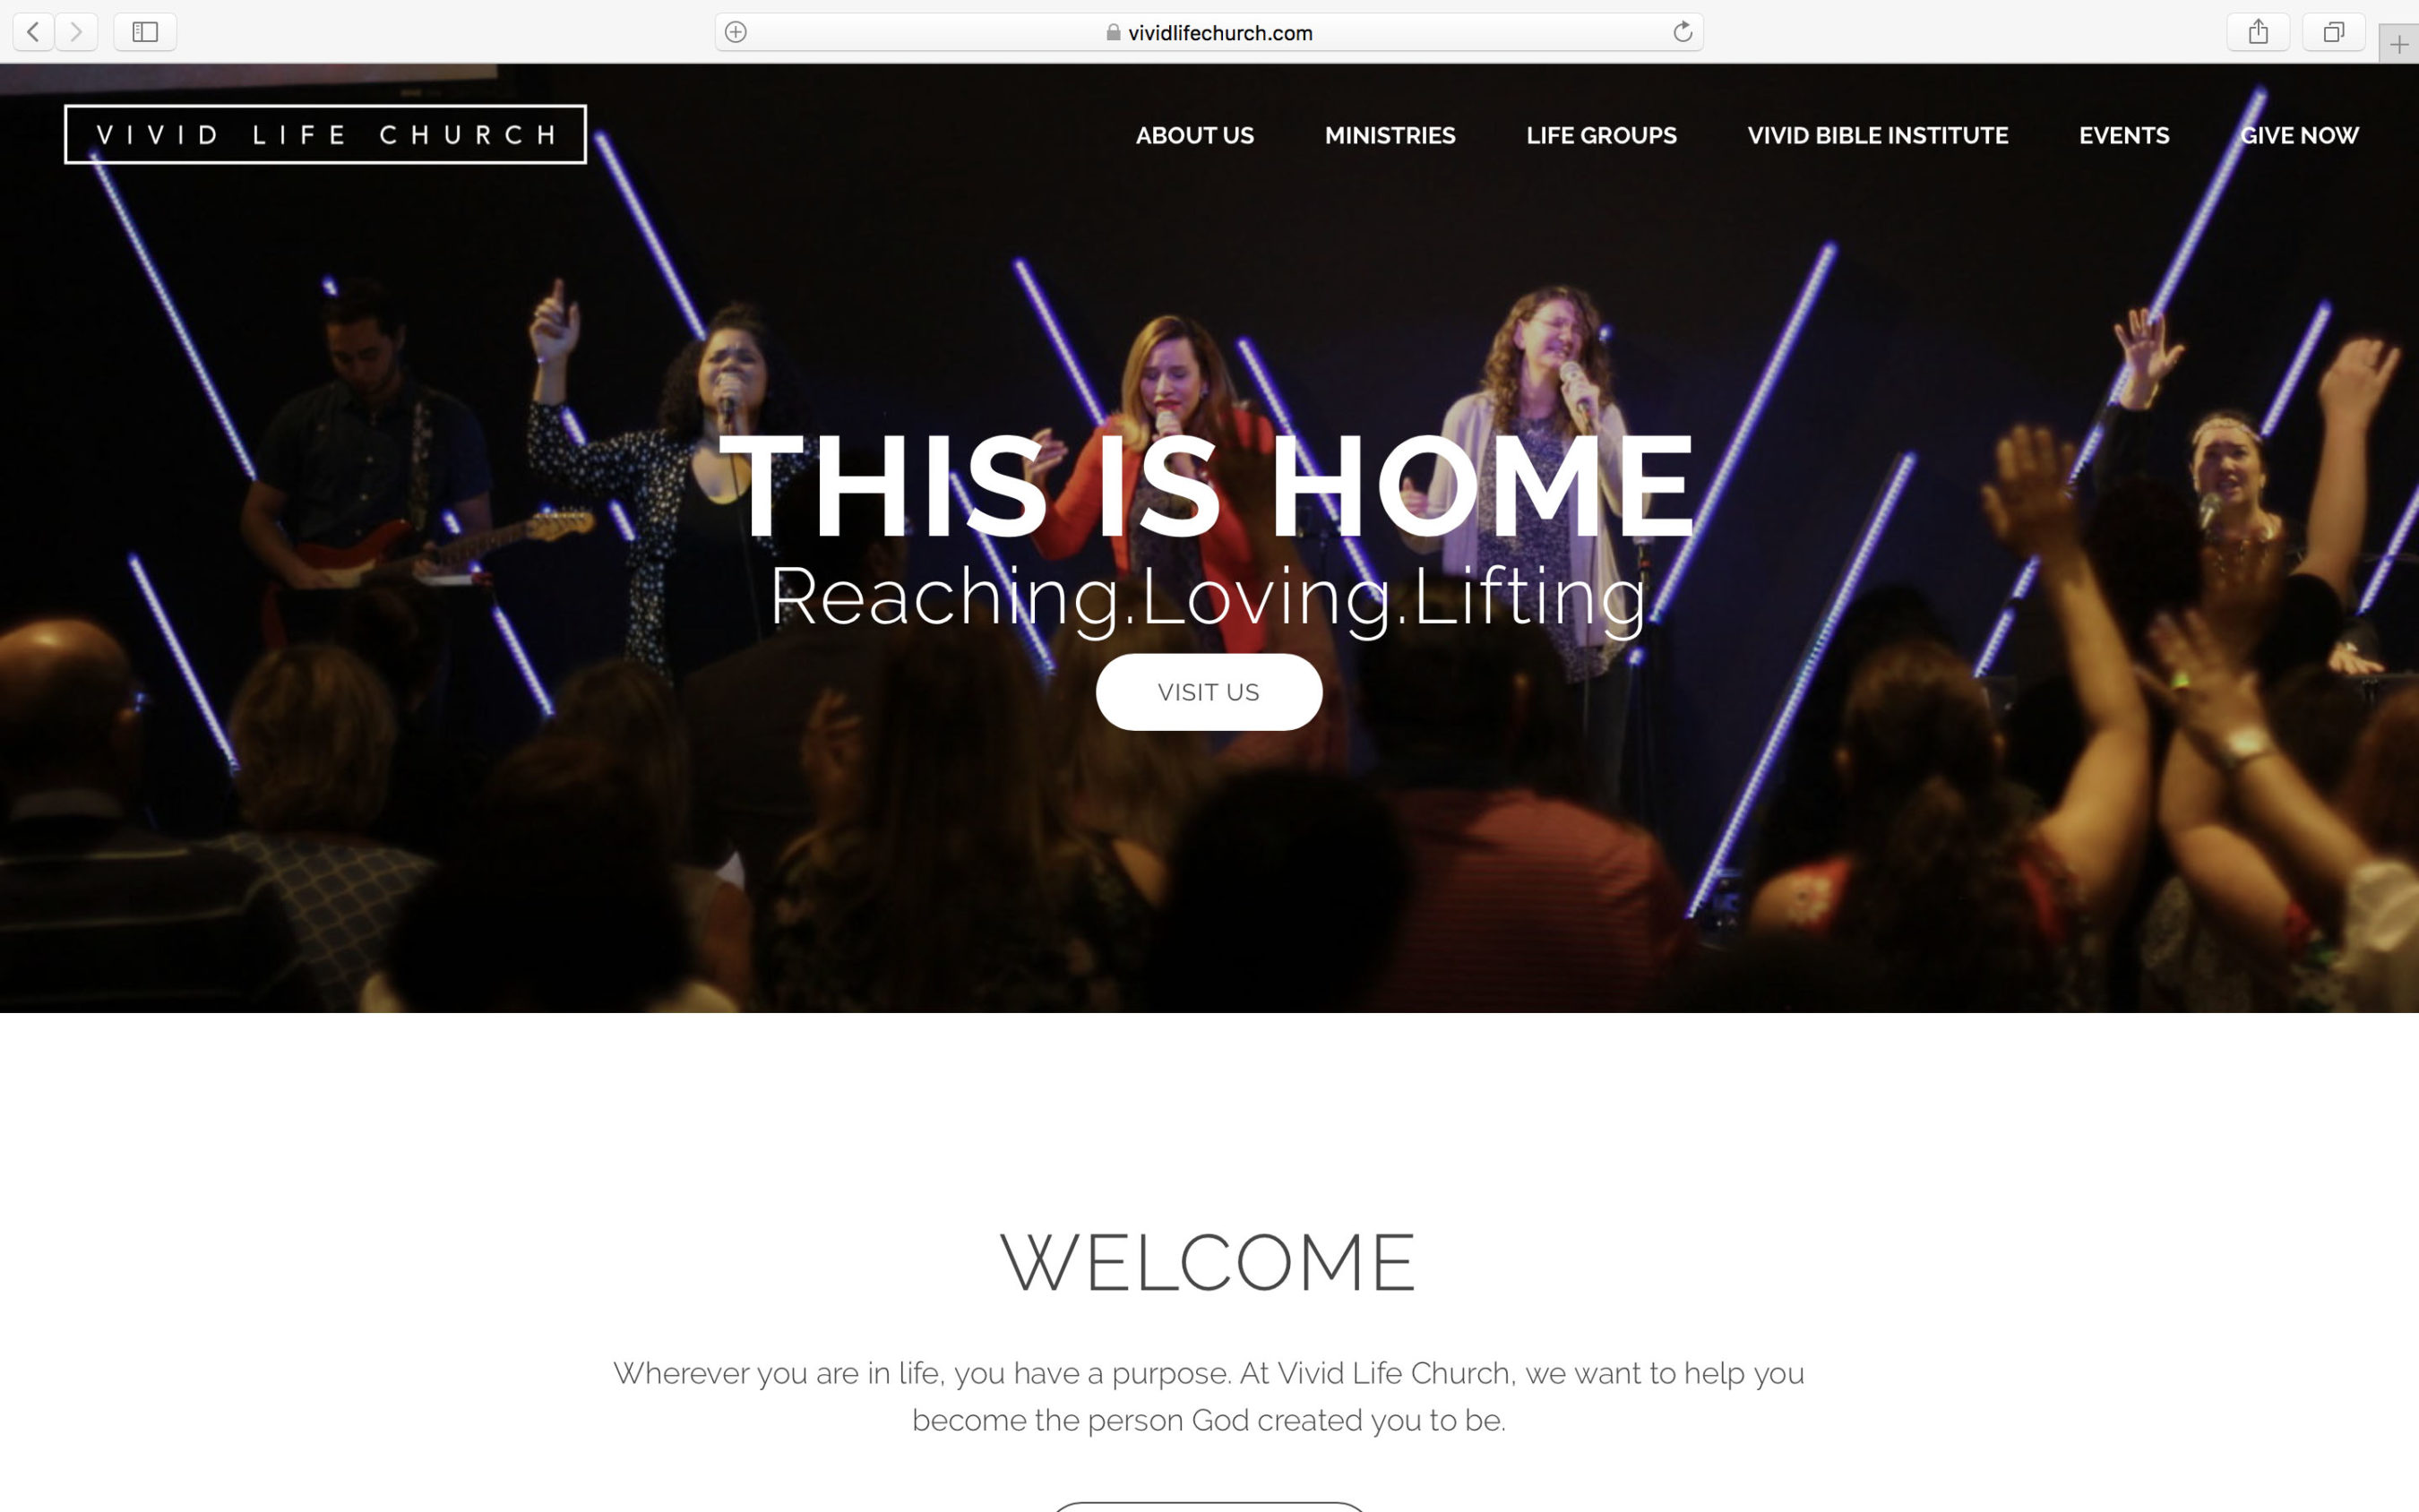 vividlifechurch.com
VIVID LIFE CHURCH
ABOUT US
MINISTRIES
LIFE GROUPS
VIVID BIBLE INSTITUTE
EVENTS
GIVE NOW
THIS IS HOME
Reaching.Loving.Lifting
VISIT US
WELCOME
Wherever you are in life, you have a purpose. At Vivid Life Church, we want to help you
become the person God created you to be.